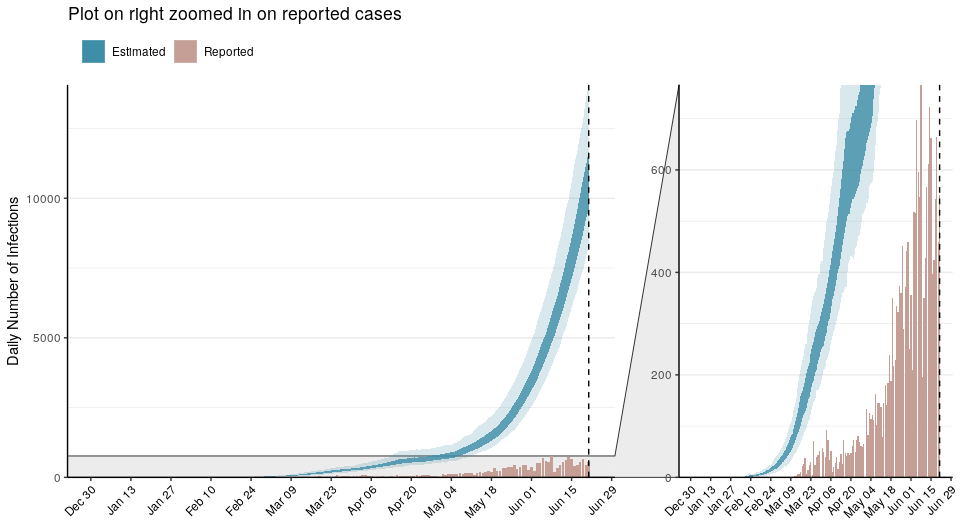 Plot on right zoomed in on reported cases
Estimated Reported
Daily Number of Infections
10000
5000
0
Dec 30 Jan 13 Jan 27 Feb 10 Feb 24 Mar 09 Mar 23 Apr 06 Apr 20 May 04 May 18 Jun 01 Jun 15 Jun 29
600
400
200
0
Dec 30 Jan 13 Jan 27 Feb 10 Feb 24 Mar 09 Mar 23 Apr 06 Apr 20 May 04 May 18 Jun 01 Jun 15 Jun 29